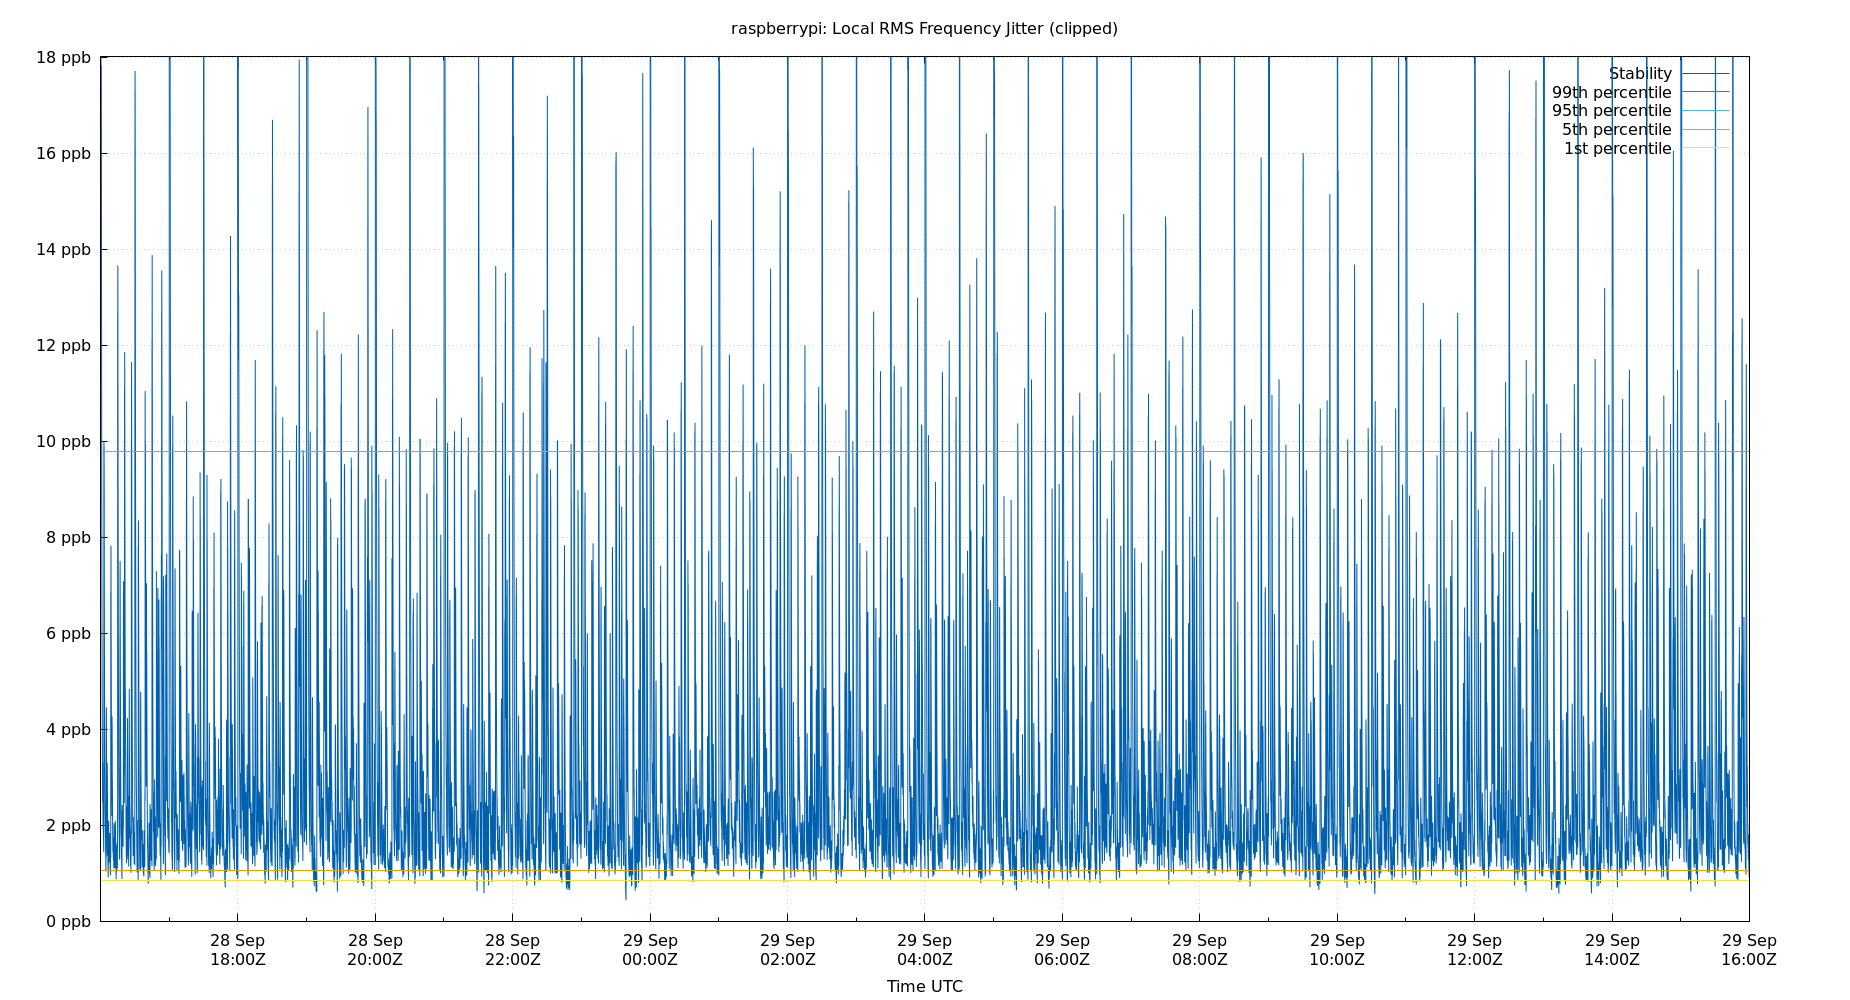 raspberrypi: Local RMS Frequency Jitter (clipped)
18 ppb
16 ppb
14 ppb
12 ppb
10 ppb
8 ppb
6 ppb
4 ppb
2 ppb
0 ppb
Stability
99th percentile
95th percentile
5th percentile
1st percentile
28 Sep 28 Sep 28 Sep 29 Sep 29 Sep 29 Sep 29 Sep 29 Sep 29 Sep 29 Sep 29 Sep 29 Sep
18:00Z 20:00Z 22:00Z 00:00Z 02:00Z 04:00Z 06:00Z 08:00Z 10:00Z 12:00Z 14:00Z 16:00Z
Time UTC